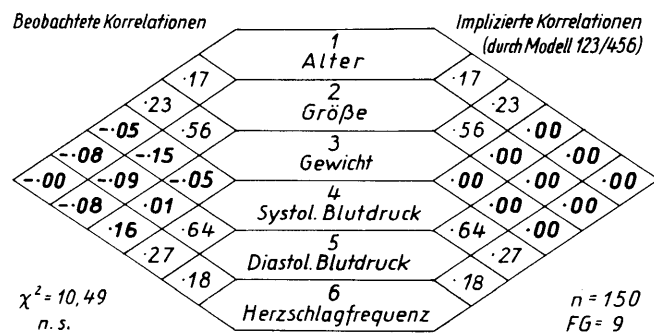 Beobachtete Korrelationen
Implizierte Korrelationen
(durch Modell 123/456)
1
Alter
·17 ·17
2
·23 Größe ·23
-·05 ·56 ·56 ·00
3
-·08 -·15 Gewicht ·00 ·00
-·00 -·09 -·05 ·00 ·00 ·00
4
-·08 ·01 Systol. Blutdruck ·00 ·00
·16 ·64 ·64 ·00
5
·27 Diastol. Blutdruck ·27
·18 ·18
6
Herzschlagfrequenz
χ² = 10,49
n. s.
n = 150
FG = 9